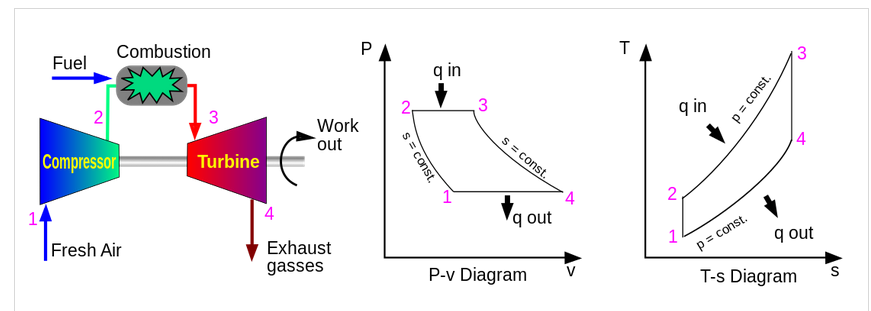 Fuel
Combustion
2
3
Compressor
Turbine
Work
out
1
4
Fresh Air
Exhaust
gasses
P
q in
2
3
s = const.
s = const.
1
4
q out
v
P-v Diagram
T
3
q in
p = const.
4
2
1
p = const.
q out
s
T-s Diagram